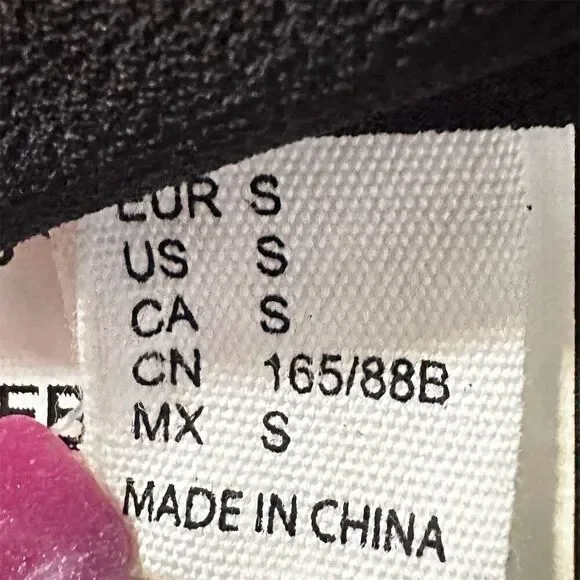 EUR S
US S
CA S
CN 165/88B
MX S
MADE IN CHINA